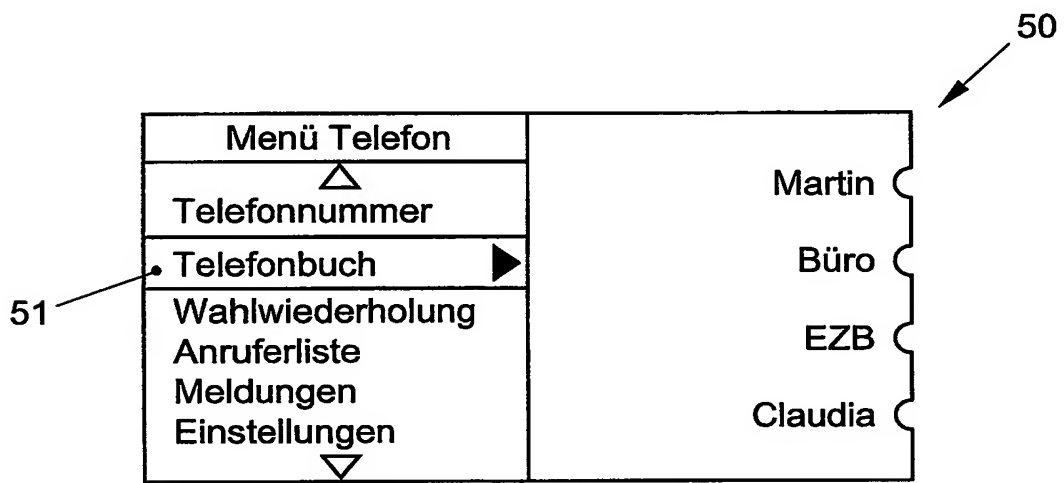 50
Menü Telefon
Telefonnummer
Telefonbuch
51
Wahlwiederholung
Anruferliste
Meldungen
Einstellungen
Martin
Büro
EZB
Claudia